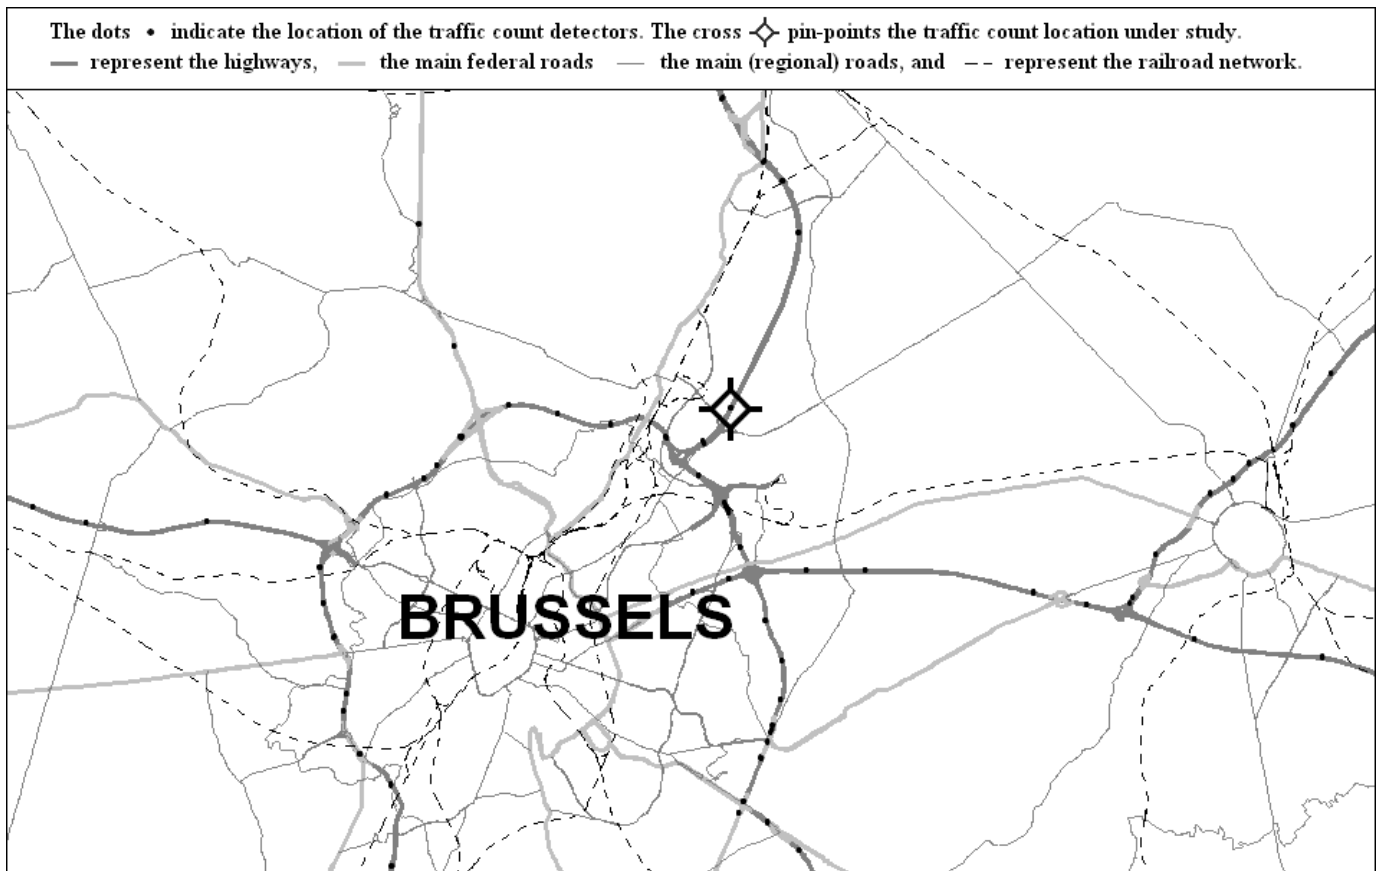 The dots • indicate the location of the traffic count detectors. The cross pin-points the traffic count location under study.
represent the highways, the main federal roads the main (regional) roads, and represent the railroad network.
BRUSSELS